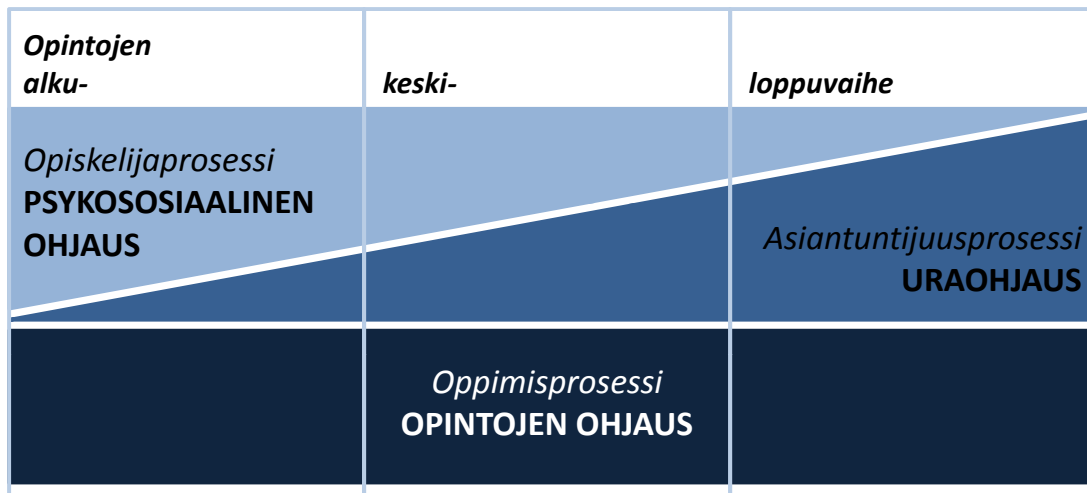 Opintojen
alku-
keski-
loppuvaihe
Opiskelijaprosessi
PSYKOSOSIAALINEN
OHJAUS
Asiantuntijuusprosessi
URAOHJAUS
Oppimisprosessi
OPINTOJEN OHJAUS